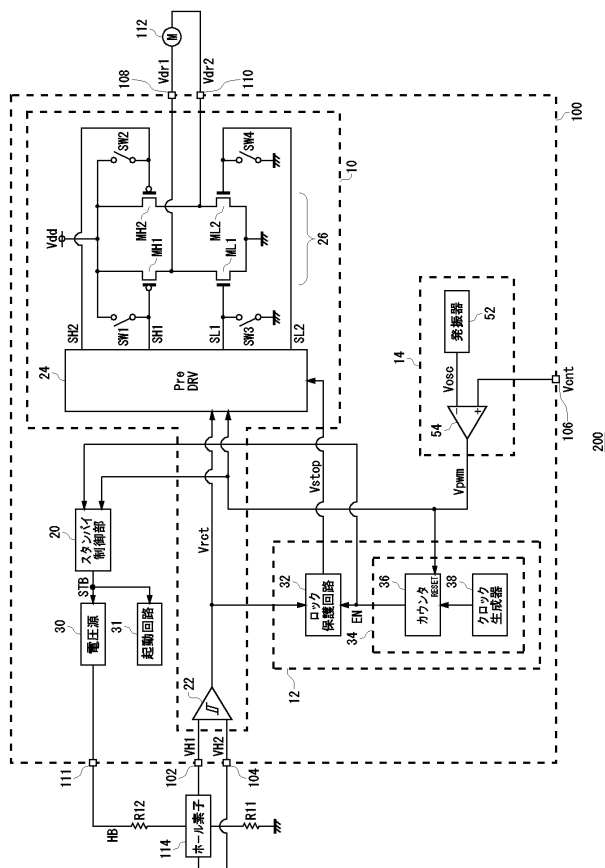 112
M
108
Vdr1
Vdr2
110
100
SW2
SW4
10
MH2
MH1
ML2
ML1
26
Vdd
SW1
SW3
SH2
SH1
SL1
SL2
24
Pre
DRV
14
発振器
52
Vosc
54
Vpwm
Vcnt
106
200
20
スタンバイ
制御部
STB
30
電圧源
31
起動回路
Vrct
Vstop
32
ロック
保護回路
EN
36
カウンタ
RESET
34
38
クロック
生成器
12
22
VH1
VH2
111
102
104
HB
R12
ホール素子
114
R11